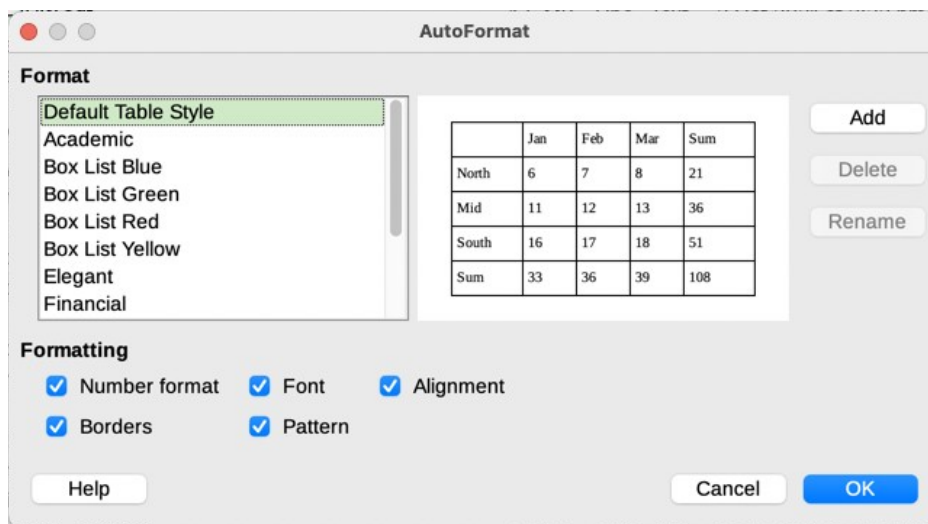 AutoFormat
Format
Default Table Style
Academic
Box List Blue
Box List Green
Box List Red
Box List Yellow
Elegant
Financial
Jan Feb Mar Sum
North 6 7 8 21
Mid 11 12 13 36
South 16 17 18 51
Sum 33 36 39 108
Add
Delete
Rename
Formatting
Number format Font Alignment
Borders Pattern
Help Cancel OK